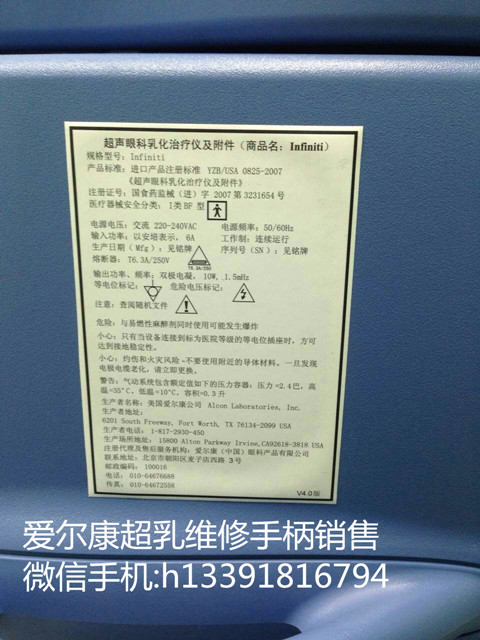 超声眼科乳化治疗仪及附件（商品名：Infiniti）
规格型号：Infiniti
产品标准：进口产品注册标准 YZB/USA 0825-2007
《超声眼科乳化治疗仪及附件》
注册证号：国食药监械（进）字 2007 第 3231654 号
医疗器械安全分类：I类 BF 型
电源电压：交流 220-240VAC 电源频率：50/60Hz
输入功率：以安培表示，6A 工作制：连续运行
生产日期（Mfg）：见铭牌 序列号（SN）：见铭牌
熔断器：T6.3A/250V T6.3A/250
输出功率、频率：双极电凝，10W，1.5mHz
等电位标记： 危险电压标记：
注意：查阅随机文件
危险：与易燃性麻醉剂同时使用可能发生爆炸
小心：只有当设备连接到标为医院等级的等电位插座时，方可
达到接地稳定性。
小心：灼伤和火灾风险-不要使用附近的导体材料。一旦发现
电极电缆老化，请立即更换。
警告：气动系统包含额定值如下的压力容器：压力=2.4巴，高
温=55°C，低温=10°C，容积=0.3升
生产者名称：美国爱尔康公司 Alcon Laboratories, Inc.
生产者地址：
6201 South Freeway, Fort Worth, TX 76134-2099 USA
生产者电话：1-817-2930-450
生产场所地址：15800 Alton Parkway Irvine,CA92618-3818 USA
注册代理及售后服务机构：爱尔康（中国）眼科产品有限公司
联系地址：北京市朝阳区麦子店西路 3 号
邮政编码：100016
电话：010-64676688
传真：010-64672558
V4.0版
爱尔康超乳维修手柄销售
微信手机:h13391816794